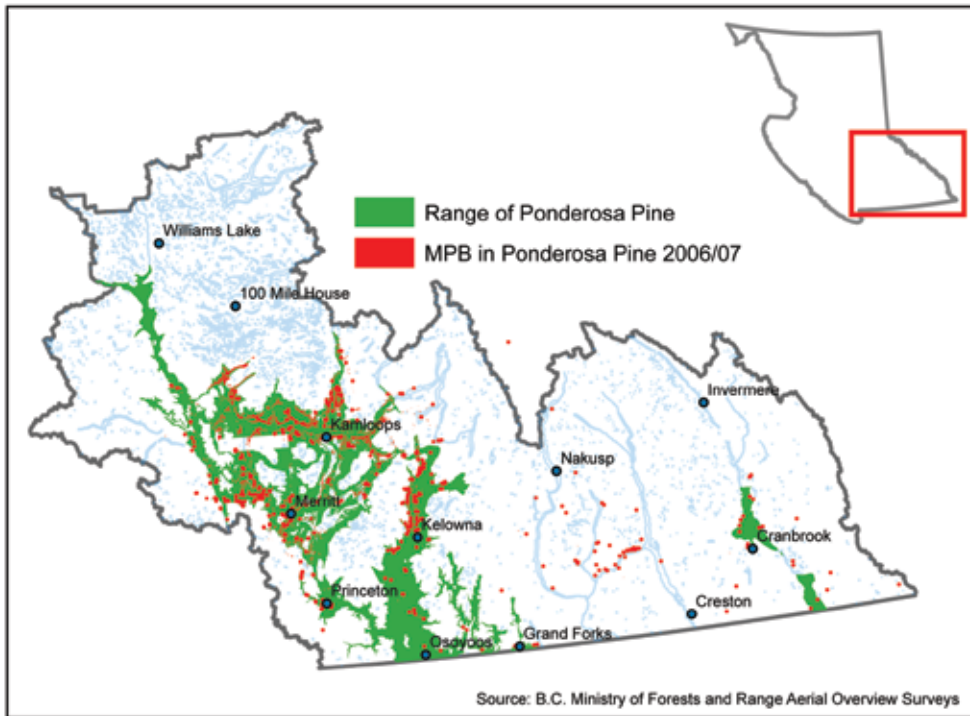 Range of Ponderosa Pine
MPB in Ponderosa Pine 2006/07
Williams Lake
100 Mile House
Kamloops
Merritt
Kelowna
Princeton
Osoyoos
Grand Forks
Nakusp
Invermere
Cranbrook
Creston
Source: B.C. Ministry of Forests and Range Aerial Overview Surveys